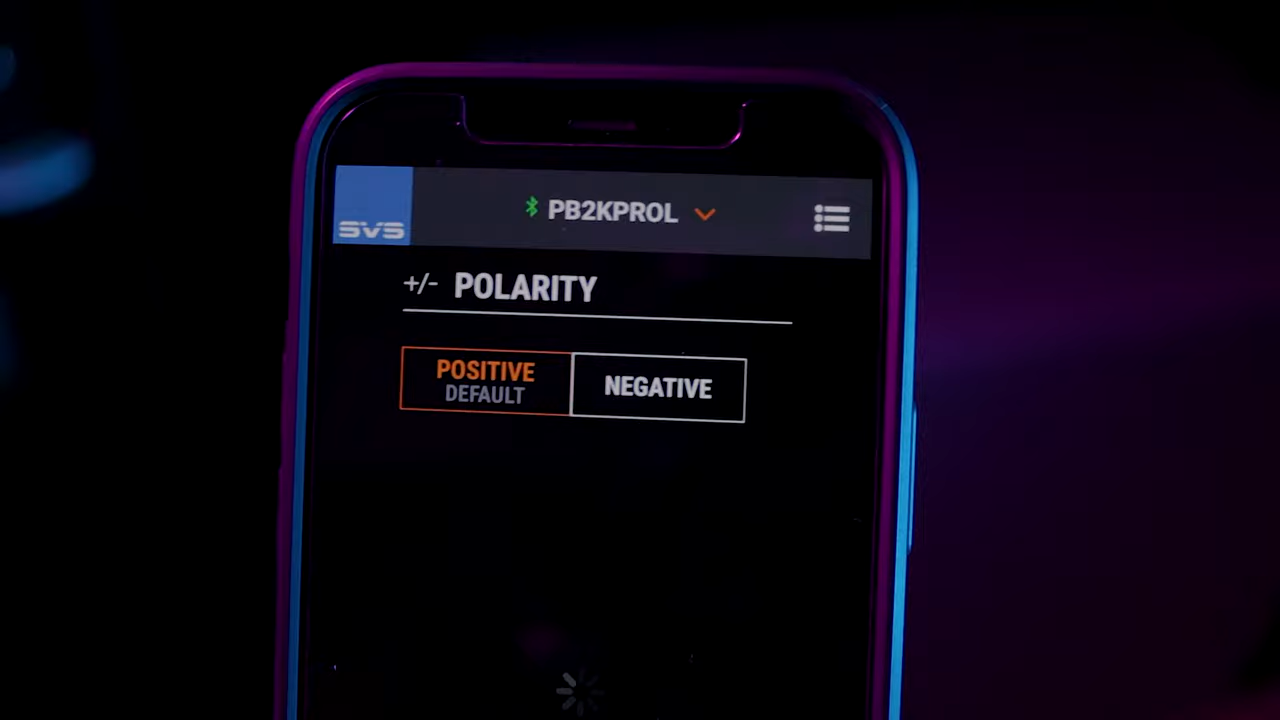 SVS
PB2KPROL
+/- POLARITY
POSITIVE
DEFAULT
NEGATIVE